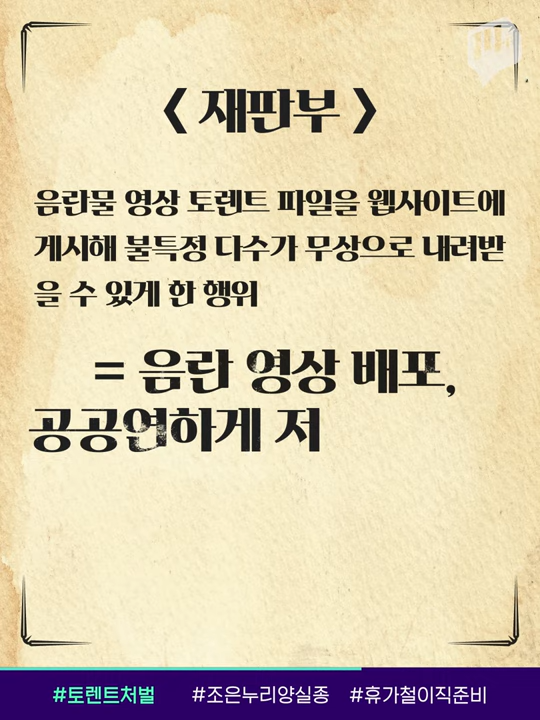 < 재판부 >
음란물 영상 토렌트 파일을 웹사이트에
게시해 불특정 다수가 무상으로 내려받
을 수 있게 한 행위
= 음란 영상 배포,
공공연하게 저
#토렌트처벌 #조은누리양실종 #휴가철이직준비